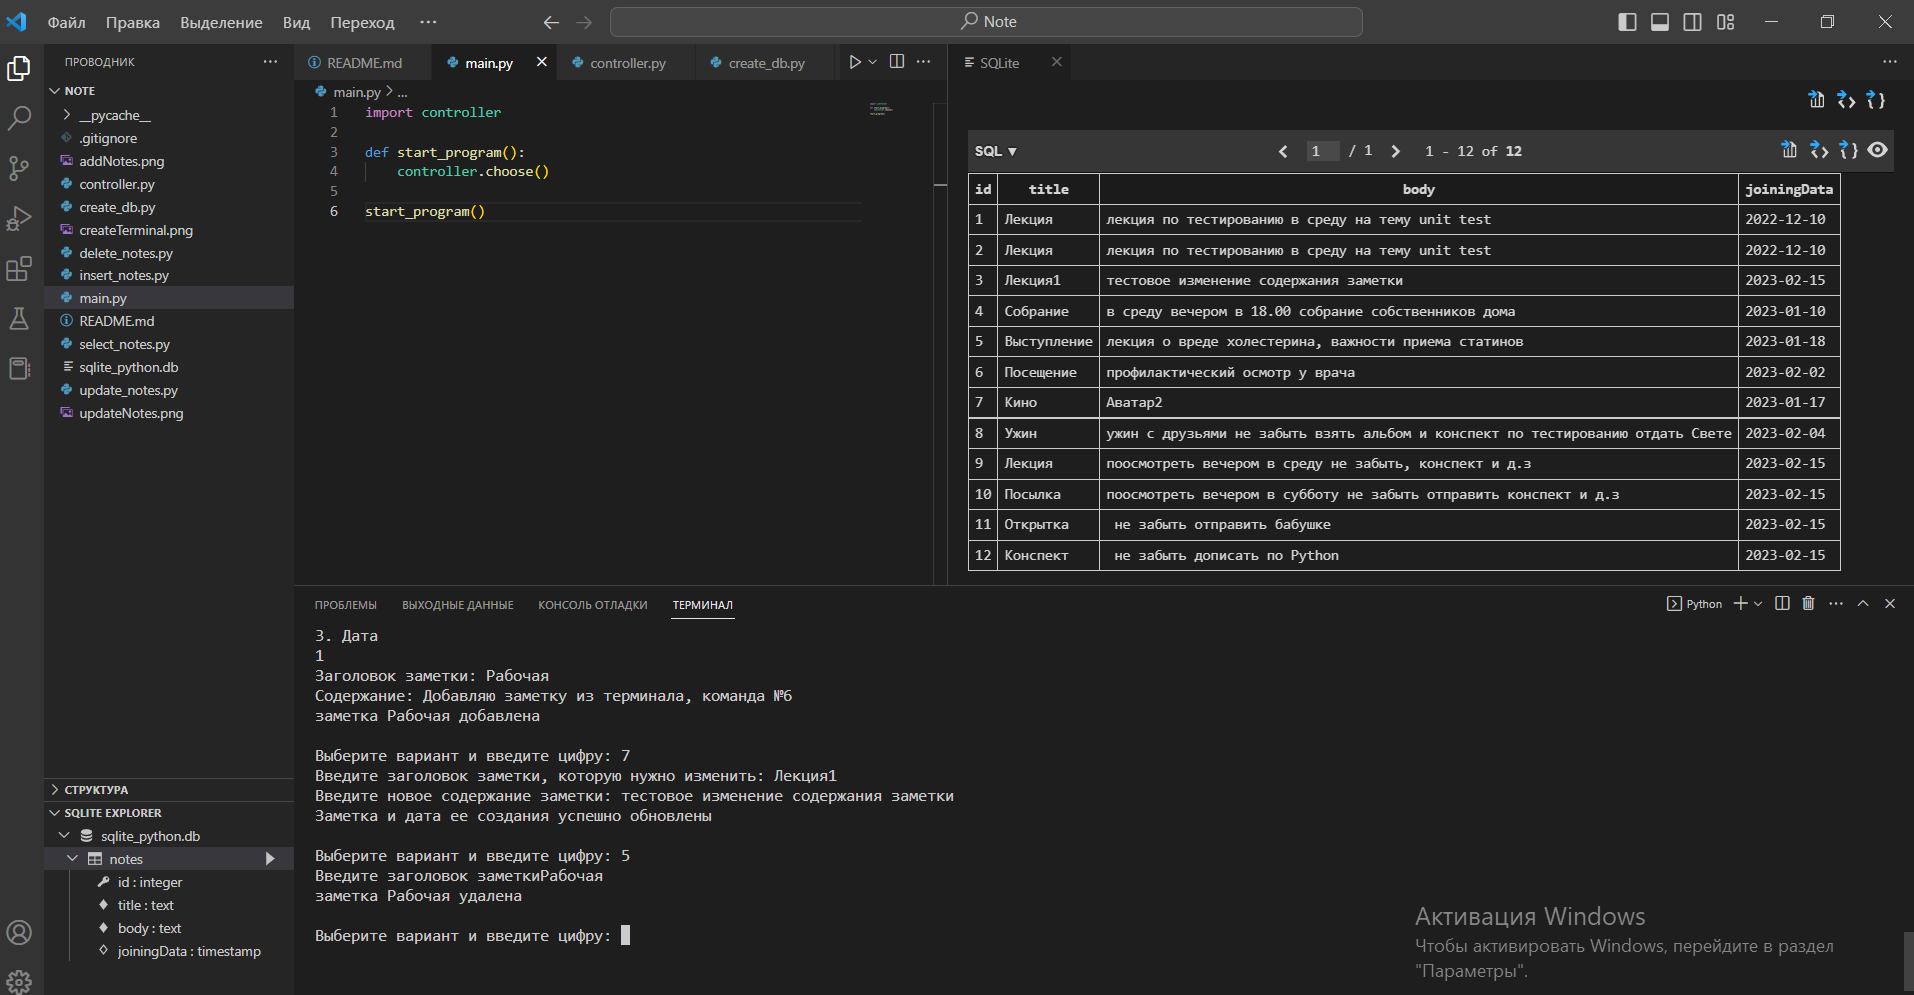 Файл Правка Выделение Вид Переход ··· Note
ПРОВОДНИК ···
NOTE
__pycache__
.gitignore
addNotes.png
controller.py
create_db.py
createTerminal.png
delete_notes.py
insert_notes.py
main.py
README.md
select_notes.py
sqlite_python.db
update_notes.py
updateNotes.png
СТРУКТУРА
SQLITE EXPLORER
sqlite_python.db
notes
id : integer
title : text
body : text
joiningData : timestamp
README.md main.py controller.py create_db.py ···
main.py > ...
1 import controller
2
3 def start_program():
4 controller.choose()
5
6 start_program()
SQLite ···
SQL ▼ 1 / 1 1 - 12 of 12
id title body joiningData
1 Лекция лекция по тестированию в среду на тему unit test 2022-12-10
2 Лекция лекция по тестированию в среду на тему unit test 2022-12-10
3 Лекция1 тестовое изменение содержания заметки 2023-02-15
4 Собрание в среду вечером в 18.00 собрание собственников дома 2023-01-10
5 Выступление лекция о вреде холестерина, важности приема статинов 2023-01-18
6 Посещение профилактический осмотр у врача 2023-02-02
7 Кино Аватар2 2023-01-17
8 Ужин ужин с друзьями не забыть взять альбом и конспект по тестированию отдать Свете 2023-02-04
9 Лекция поосмотреть вечером в среду не забыть, конспект и д.з 2023-02-15
10 Посылка поосмотреть вечером в субботу не забыть отправить конспект и д.з 2023-02-15
11 Открытка не забыть отправить бабушке 2023-02-15
12 Конспект не забыть дописать по Python 2023-02-15
ПРОБЛЕМЫ ВЫХОДНЫЕ ДАННЫЕ КОНСОЛЬ ОТЛАДКИ ТЕРМИНАЛ Python ···
3. Дата
1
Заголовок заметки: Рабочая
Содержание: Добавляю заметку из терминала, команда №6
заметка Рабочая добавлена
Выберите вариант и введите цифру: 7
Введите заголовок заметки, которую нужно изменить: Лекция1
Введите новое содержание заметки: тестовое изменение содержания заметки
Заметка и дата ее создания успешно обновлены
Выберите вариант и введите цифру: 5
Введите заголовок заметкиРабочая
заметка Рабочая удалена
Выберите вариант и введите цифру:
Активация Windows
Чтобы активировать Windows, перейдите в раздел
"Параметры".